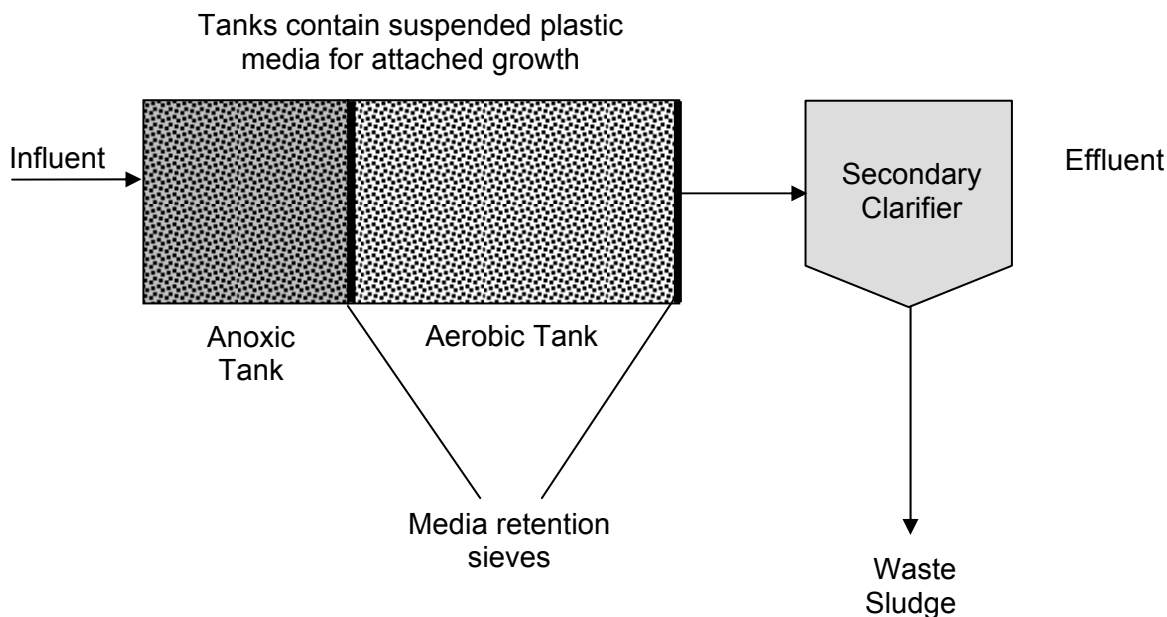 Tanks contain suspended plastic
media for attached growth
Influent
Effluent
Secondary
Clarifier
Anoxic
Tank
Aerobic Tank
Media retention
sieves
Waste
Sludge